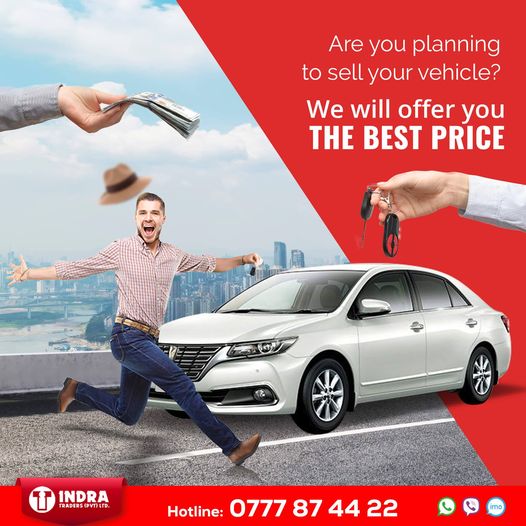 Are you planning
to sell your vehicle?
We will offer you
THE BEST PRICE
INDRA
TRADERS (PVT) LTD.
Hotline: 0777 87 44 22
imo